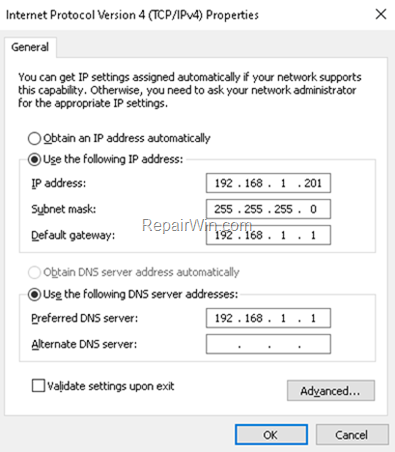 Internet Protocol Version 4 (TCP/IPv4) Properties
General
You can get IP settings assigned automatically if your network supports
this capability. Otherwise, you need to ask your network administrator
for the appropriate IP settings.
Obtain an IP address automatically
Use the following IP address:
IP address: 192 . 168 . 1 . 201
Subnet mask: 255 . 255 . 255 . 0
RepairWin.com
Default gateway: 192 . 168 . 1 . 1
Obtain DNS server address automatically
Use the following DNS server addresses:
Preferred DNS server: 192 . 168 . 1 . 1
Alternate DNS server: . . .
Validate settings upon exit
Advanced...
OK Cancel